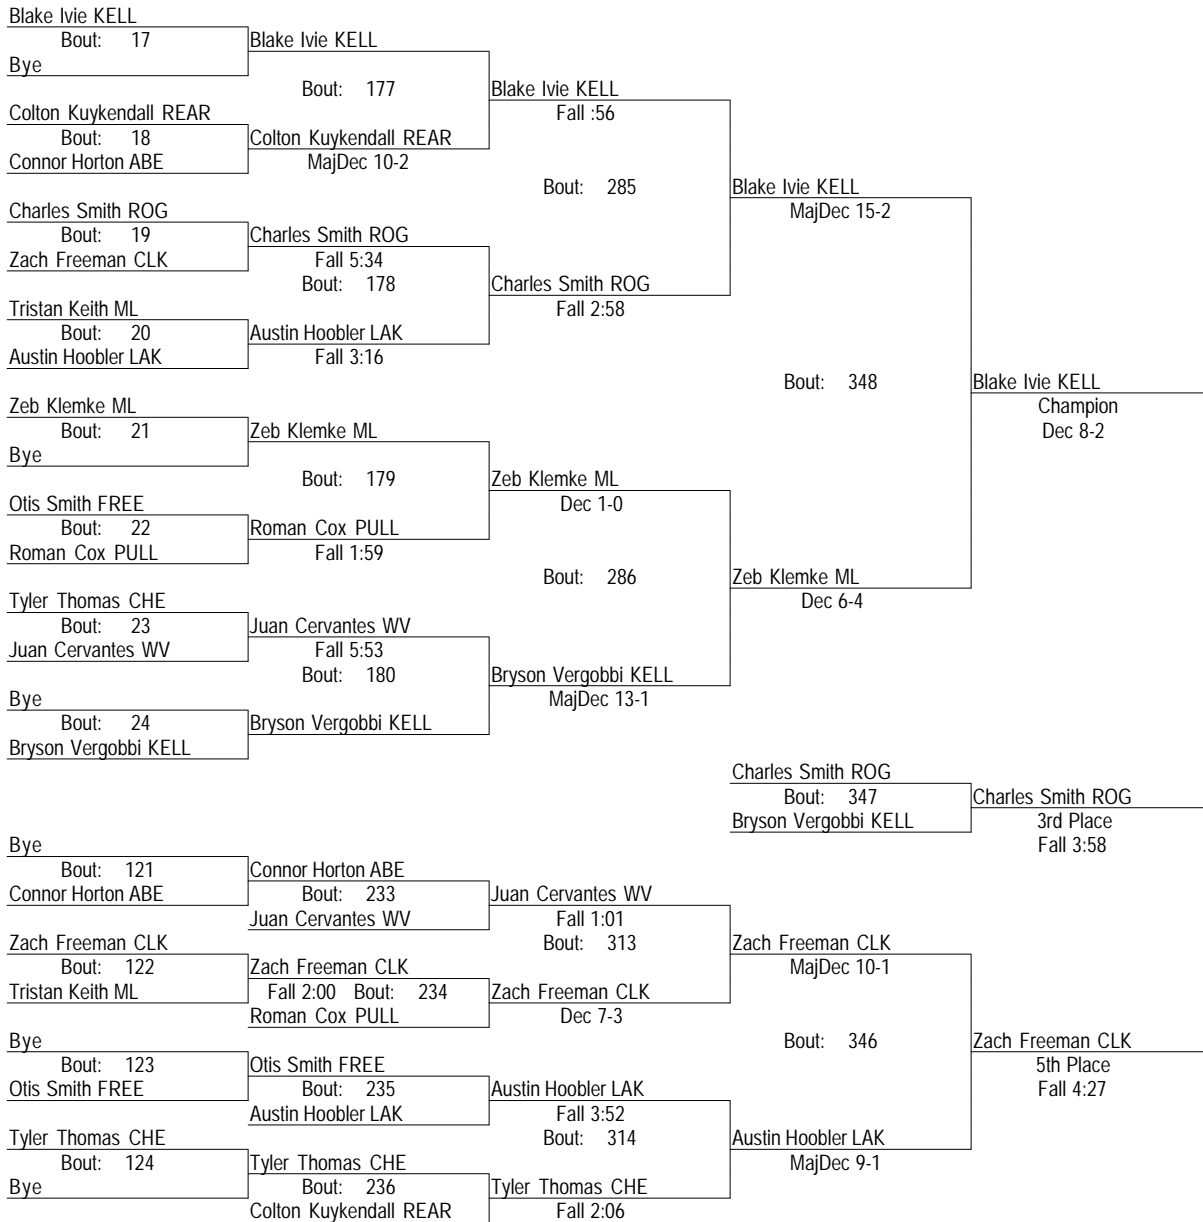 Blake Ivie KELL
Bout: 17
Blake Ivie KELL
Bye
Bout: 177
Blake Ivie KELL
Colton Kuykendall REAR
Fall :56
Bout: 18
Colton Kuykendall REAR
Connor Horton ABE
MajDec 10-2
Bout: 285
Blake Ivie KELL
Charles Smith ROG
MajDec 15-2
Bout: 19
Charles Smith ROG
Zach Freeman CLK
Fall 5:34
Bout: 178
Charles Smith ROG
Tristan Keith ML
Fall 2:58
Bout: 20
Austin Hoobler LAK
Austin Hoobler LAK
Fall 3:16
Bout: 348
Blake Ivie KELL
Zeb Klemke ML
Champion
Bout: 21
Zeb Klemke ML
Dec 8-2
Bye
Bout: 179
Zeb Klemke ML
Otis Smith FREE
Dec 1-0
Bout: 22
Roman Cox PULL
Roman Cox PULL
Fall 1:59
Bout: 286
Zeb Klemke ML
Tyler Thomas CHE
Dec 6-4
Bout: 23
Juan Cervantes WV
Juan Cervantes WV
Fall 5:53
Bout: 180
Bryson Vergobbi KELL
Bye
MajDec 13-1
Bout: 24
Bryson Vergobbi KELL
Bryson Vergobbi KELL
Charles Smith ROG
Bout: 347
Charles Smith ROG
Bryson Vergobbi KELL
3rd Place
Fall 3:58
Bye
Bout: 121
Connor Horton ABE
Connor Horton ABE
Bout: 233
Juan Cervantes WV
Juan Cervantes WV
Fall 1:01
Zach Freeman CLK
Bout: 313
Zach Freeman CLK
Bout: 122
Zach Freeman CLK
MajDec 10-1
Tristan Keith ML
Fall 2:00 Bout: 234
Zach Freeman CLK
Roman Cox PULL
Dec 7-3
Bye
Bout: 346
Zach Freeman CLK
Bout: 123
Otis Smith FREE
5th Place
Otis Smith FREE
Bout: 235
Austin Hoobler LAK
Fall 4:27
Austin Hoobler LAK
Fall 3:52
Tyler Thomas CHE
Bout: 314
Austin Hoobler LAK
Bout: 124
Tyler Thomas CHE
MajDec 9-1
Bye
Bout: 236
Tyler Thomas CHE
Colton Kuykendall REAR
Fall 2:06